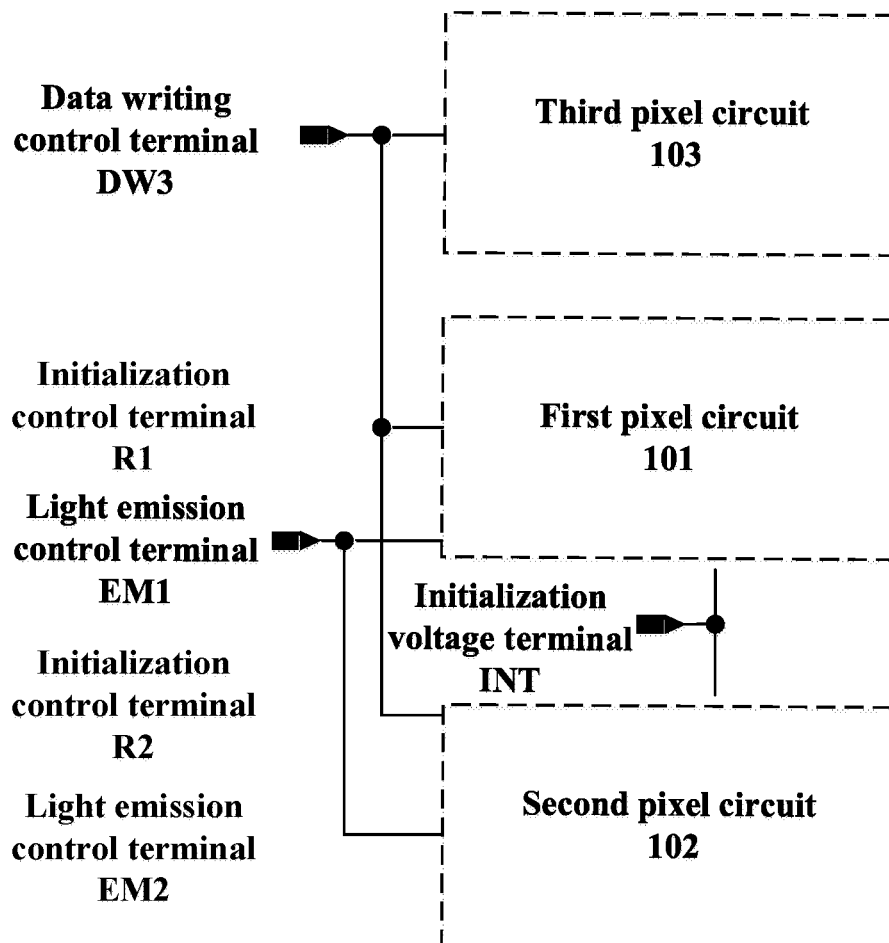 Data writing
control terminal
DW3
Third pixel circuit
103
Initialization
control terminal
R1
First pixel circuit
101
Light emission
control terminal
EM1
Initialization
voltage terminal
INT
Initialization
control terminal
R2
Second pixel circuit
102
Light emission
control terminal
EM2